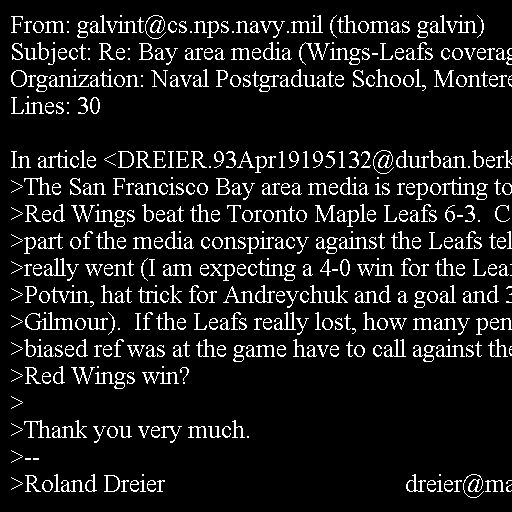 From: galvint@cs.nps.navy.mil (thomas galvin)
Subject: Re: Bay area media (Wings-Leafs coverag
Organization: Naval Postgraduate School, Montere
Lines: 30

In article <DREIER.93Apr19195132@durban.berk
>The San Francisco Bay area media is reporting to
>Red Wings beat the Toronto Maple Leafs 6-3.  C
>part of the media conspiracy against the Leafs tel
>really went (I am expecting a 4-0 win for the Leaf
>Potvin, hat trick for Andreychuk and a goal and 3
>Gilmour).  If the Leafs really lost, how many pen
>biased ref was at the game have to call against the
>Red Wings win?
>
>Thank you very much.
>--
>Roland Dreier                                        dreier@ma